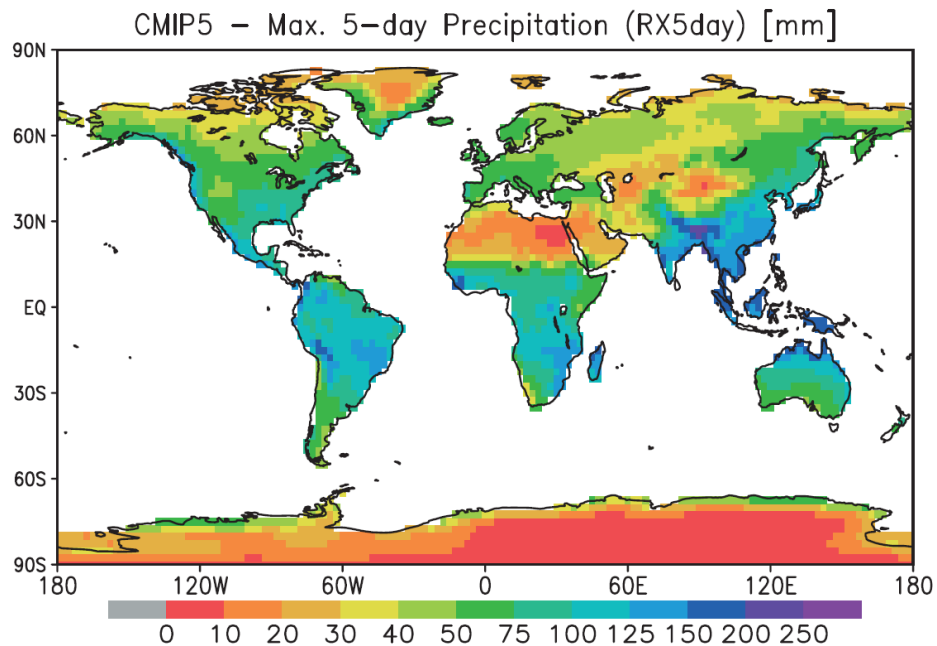 CMIP5 - Max. 5-day Precipitation (RX5day) [mm]
90N
60N
30N
EQ
30S
60S
90S
180 120W 60W 0 60E 120E 180
0 10 20 30 40 50 75 100 125 150 200 250